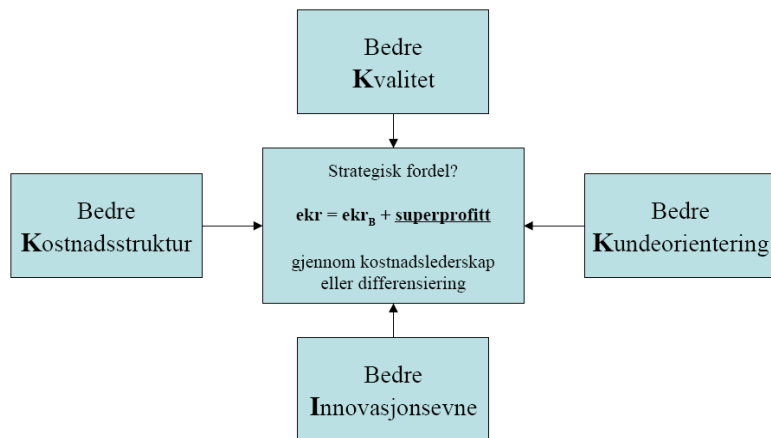 Bedre
Kvalitet
Bedre
Kostnadsstruktur
Strategisk fordel?
ekr = ekrB + superprofitt
gjennom kostnadslederskap
eller differensiering
Bedre
Kundeorientering
Bedre
Innovasjonsevne